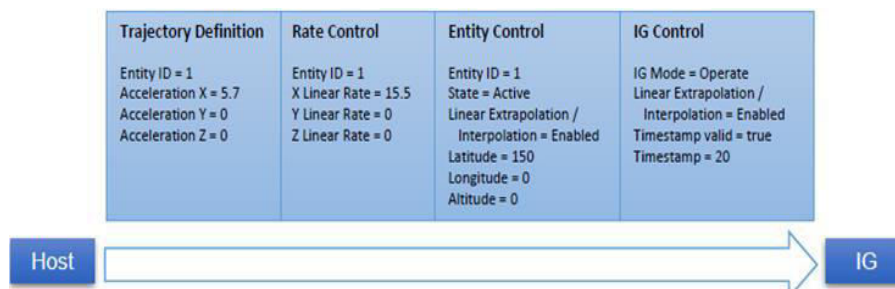 Trajectory Definition
Entity ID = 1
Acceleration X = 5.7
Acceleration Y = 0
Acceleration Z = 0
Rate Control
Entity ID = 1
X Linear Rate = 15.5
Y Linear Rate = 0
Z Linear Rate = 0
Entity Control
Entity ID = 1
State = Active
Linear Extrapolation /
Interpolation = Enabled
Latitude = 150
Longitude = 0
Altitude = 0
IG Control
IG Mode = Operate
Linear Extrapolation /
Interpolation = Enabled
Timestamp valid = true
Timestamp = 20
Host
IG